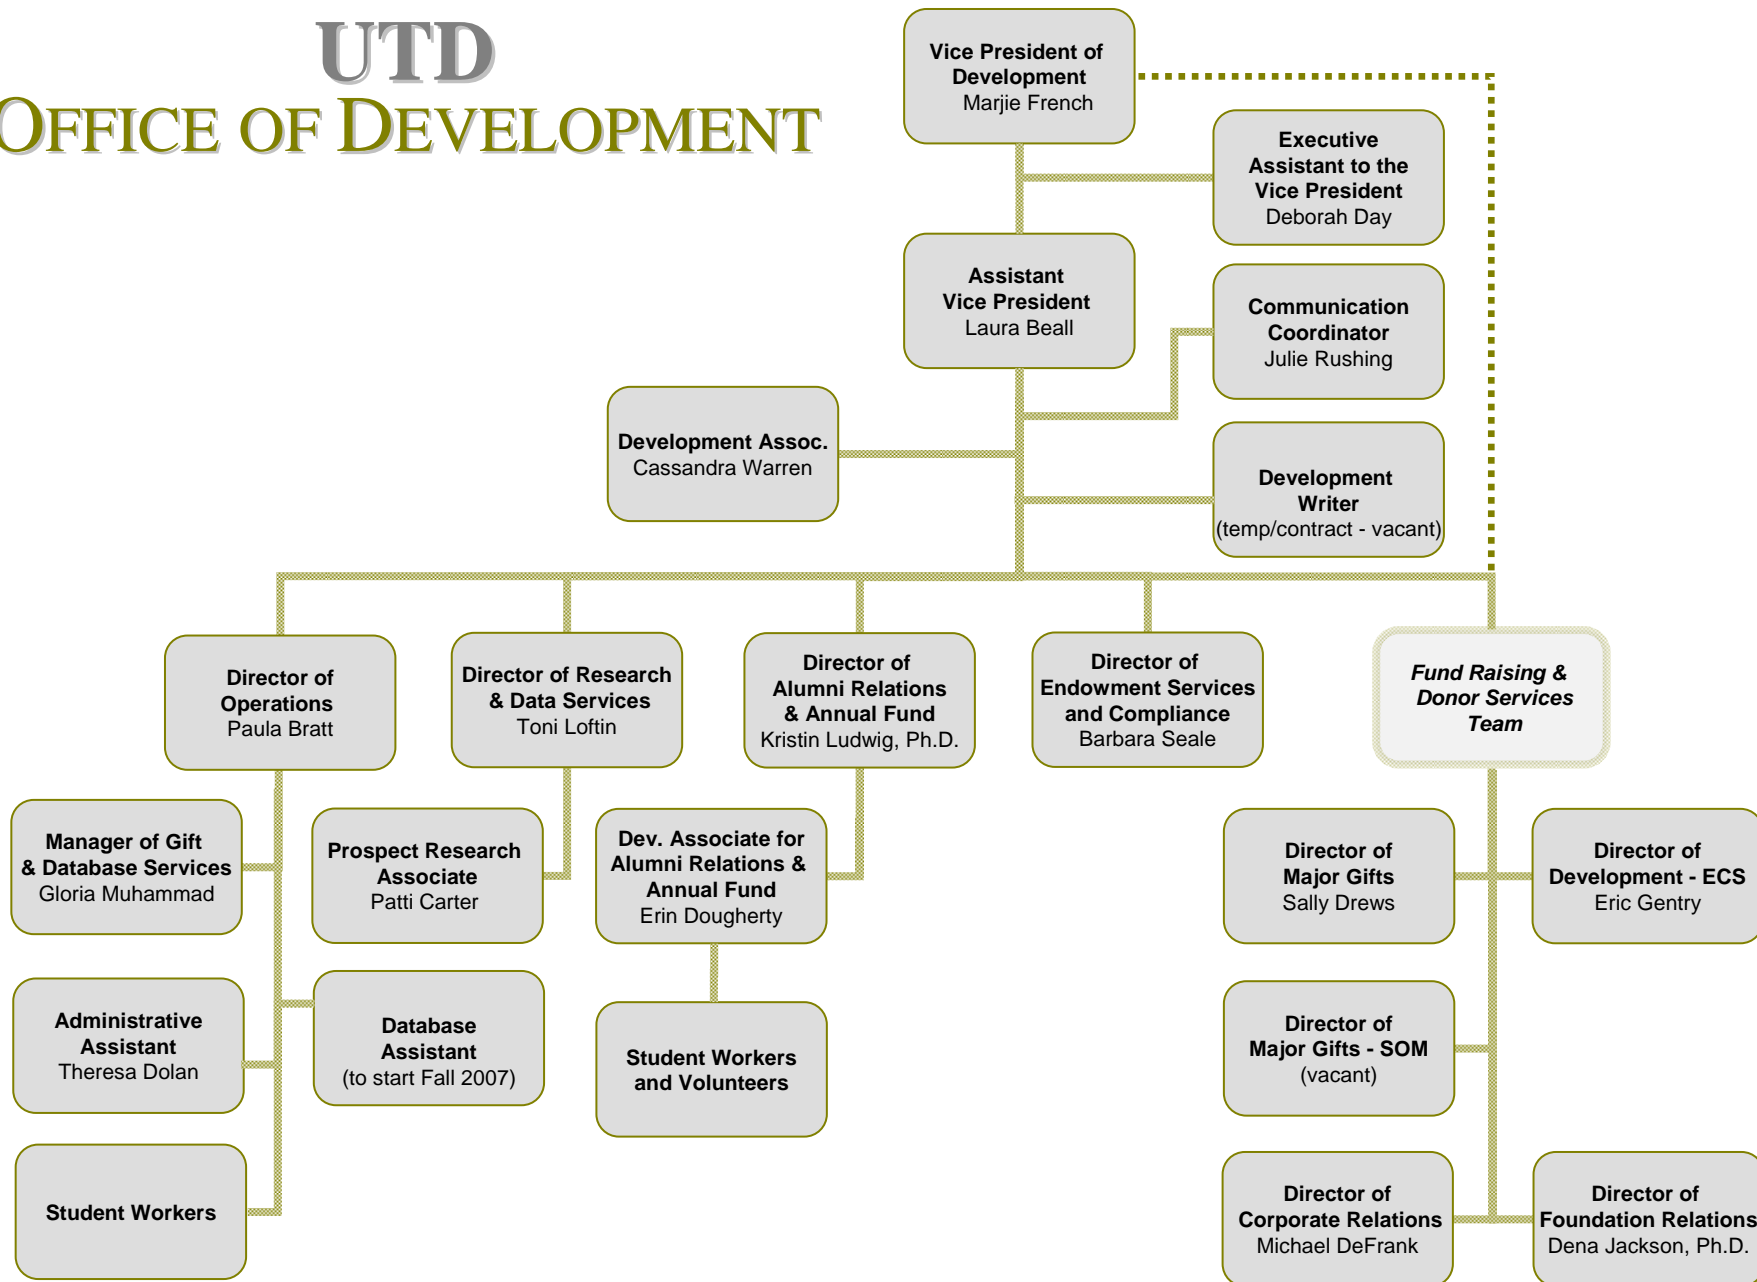 UTD
OFFICE OF DEVELOPMENT
Vice President of
Development
Marjie French
Executive
Assistant to the
Vice President
Deborah Day
Assistant
Vice President
Laura Beall
Communication
Coordinator
Julie Rushing
Development Assoc.
Cassandra Warren
Development
Writer
(temp/contract - vacant)
Director of
Operations
Paula Bratt
Director of Research
& Data Services
Toni Loftin
Director of
Alumni Relations
& Annual Fund
Kristin Ludwig, Ph.D.
Director of
Endowment Services
and Compliance
Barbara Seale
Fund Raising &
Donor Services
Team
Manager of Gift
& Database Services
Gloria Muhammad
Prospect Research
Associate
Patti Carter
Dev. Associate for
Alumni Relations &
Annual Fund
Erin Dougherty
Director of
Major Gifts
Sally Drews
Director of
Development - ECS
Eric Gentry
Administrative
Assistant
Theresa Dolan
Database
Assistant
(to start Fall 2007)
Student Workers
and Volunteers
Director of
Major Gifts - SOM
(vacant)
Student Workers
Director of
Corporate Relations
Michael DeFrank
Director of
Foundation Relations
Dena Jackson, Ph.D.